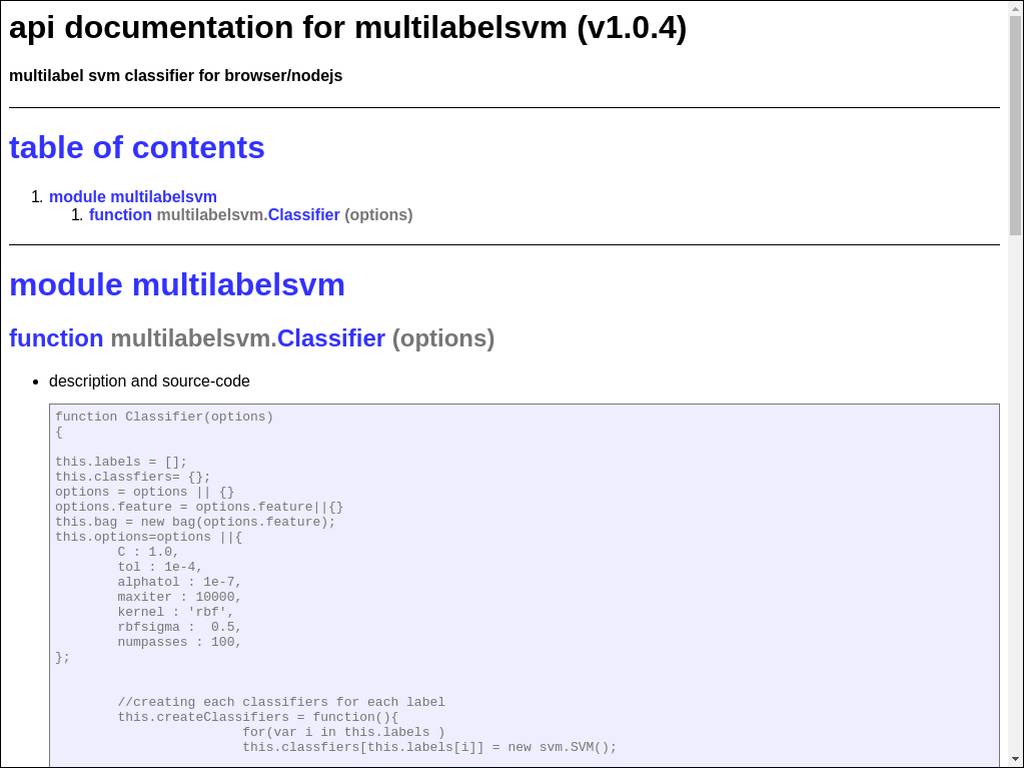 api documentation for multilabelsvm (v1.0.4)
multilabel svm classifier for browser/nodejs
table of contents
1. module multilabelsvm
1. function multilabelsvm.Classifier (options)
module multilabelsvm
function multilabelsvm.Classifier (options)
• description and source-code
function Classifier(options)
{
this.labels = [];
this.classfiers= {};
options = options || {}
options.feature = options.feature||{}
this.bag = new bag(options.feature);
this.options=options ||{
C : 1.0,
tol : 1e-4,
alphatol : 1e-7,
maxiter : 10000,
kernel : 'rbf',
rbfsigma :  0.5,
numpasses : 100,
};
//creating each classifiers for each label
this.createClassifiers = function(){
for(var i in this.labels )
this.classfiers[this.labels[i]] = new svm.SVM();